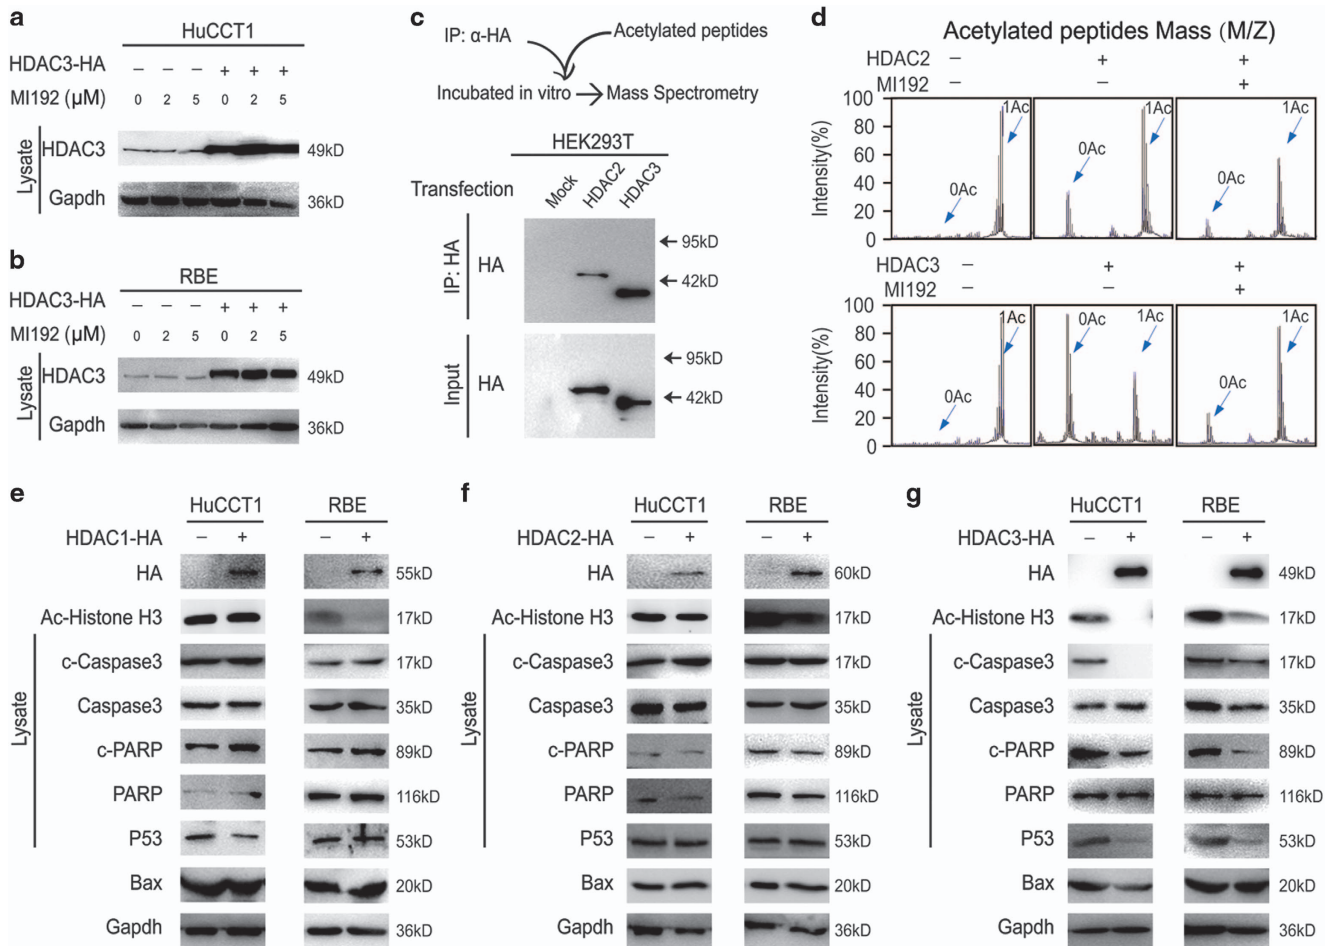 a
HuCCT1
HDAC3-HA – – – + + +
MI192 (µM) 0 2 5 0 2 5
Lysate
HDAC3 49kD
Gapdh 36kD
b
RBE
HDAC3-HA – – – + + +
MI192 (µM) 0 2 5 0 2 5
Lysate
HDAC3 49kD
Gapdh 36kD
c
IP: α-HA
Acetylated peptides
Incubated in vitro → Mass Spectrometry
HEK293T
Transfection Mock HDAC2 HDAC3
IP: HA
HA
← 95kD
← 42kD
Input
HA
← 95kD
← 42kD
d
Acetylated peptides Mass (M/Z)
HDAC2 – + +
MI192 – – +
Intensity(%)
100
80
60
40
20
0
1Ac
0Ac
1Ac
0Ac
1Ac
0Ac
HDAC3 – + +
MI192 – – +
Intensity(%)
100
80
60
40
20
0
1Ac
0Ac
0Ac
1Ac
1Ac
0Ac
e
HuCCT1 RBE
HDAC1-HA – + – +
HA 55kD
Lysate
Ac-Histone H3 17kD
c-Caspase3 17kD
Caspase3 35kD
c-PARP 89kD
PARP 116kD
P53 53kD
Bax 20kD
Gapdh 36kD
f
HuCCT1 RBE
HDAC2-HA – + – +
HA 60kD
Lysate
Ac-Histone H3 17kD
c-Caspase3 17kD
Caspase3 35kD
c-PARP 89kD
PARP 116kD
P53 53kD
Bax 20kD
Gapdh 36kD
g
HuCCT1 RBE
HDAC3-HA – + – +
HA 49kD
Lysate
Ac-Histone H3 17kD
c-Caspase3 17kD
Caspase3 35kD
c-PARP 89kD
PARP 116kD
P53 53kD
Bax 20kD
Gapdh 36kD